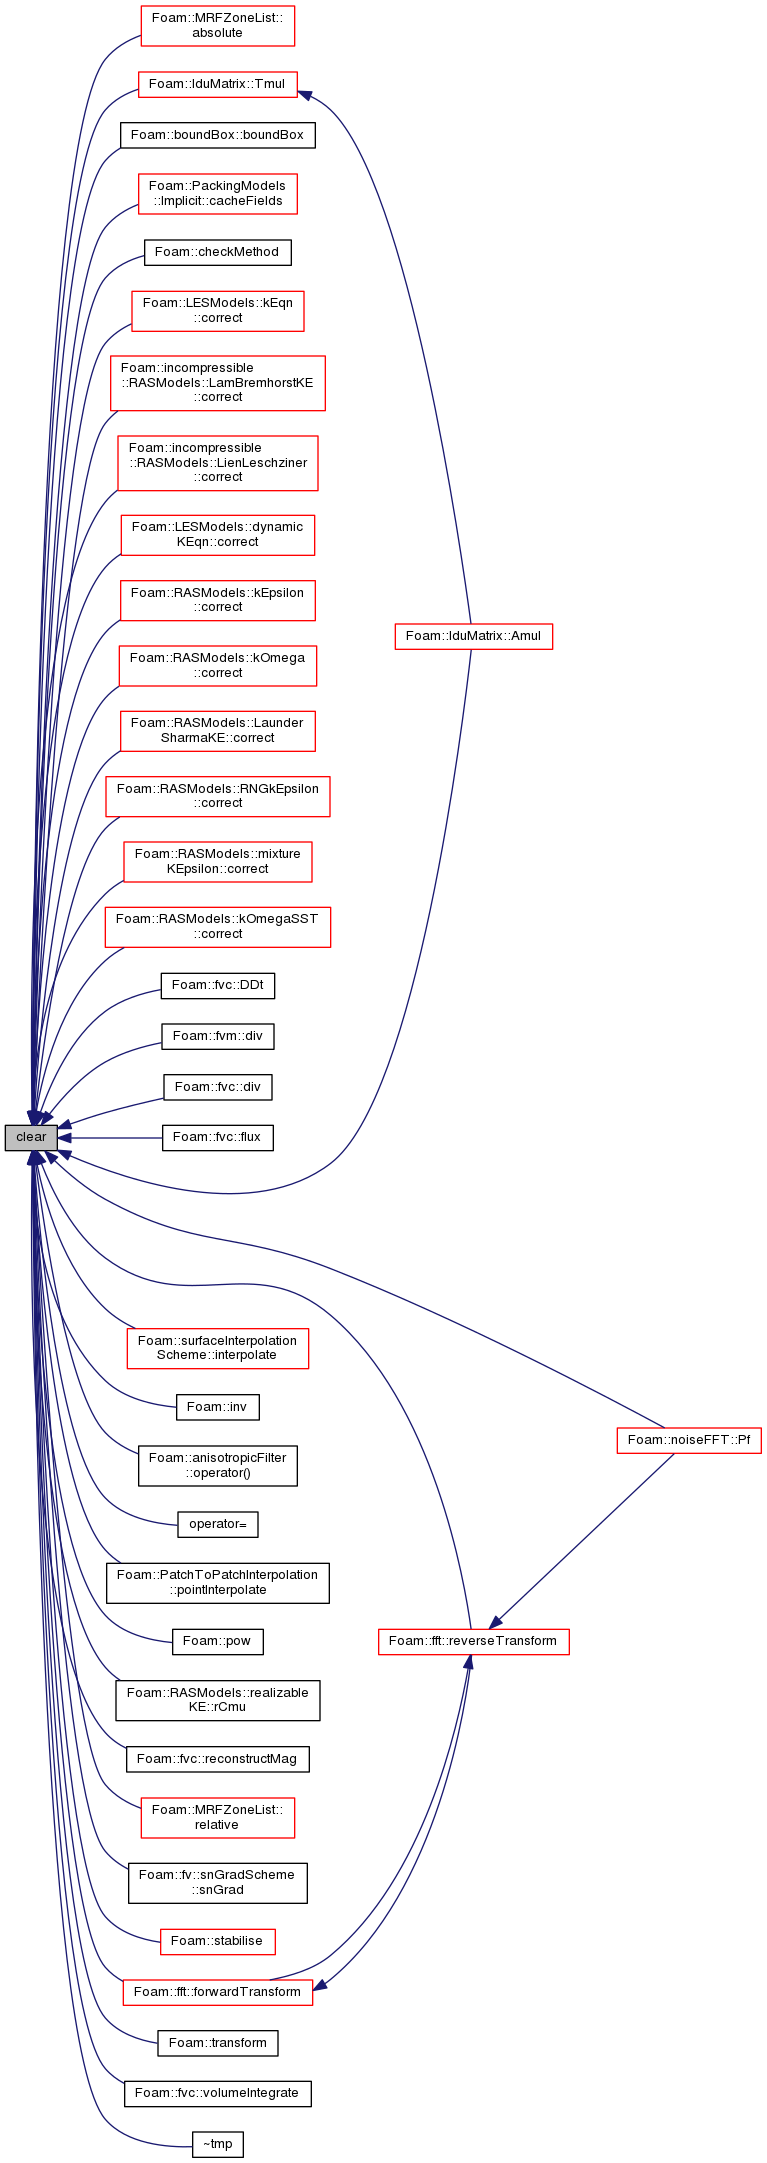 Foam::MRFZoneList::
absolute
Foam::lduMatrix::Tmul
Foam::boundBox::boundBox
Foam::PackingModels
::Implicit::cacheFields
Foam::checkMethod
Foam::LESModels::kEqn
::correct
Foam::incompressible
::RASModels::LamBremhorstKE
::correct
Foam::incompressible
::RASModels::LienLeschziner
::correct
Foam::LESModels::dynamic
KEqn::correct
Foam::RASModels::kEpsilon
::correct
Foam::lduMatrix::Amul
Foam::RASModels::kOmega
::correct
Foam::RASModels::Launder
SharmaKE::correct
Foam::RASModels::RNGkEpsilon
::correct
Foam::RASModels::mixture
KEpsilon::correct
Foam::RASModels::kOmegaSST
::correct
Foam::fvc::DDt
Foam::fvm::div
Foam::fvc::div
clear
Foam::fvc::flux
Foam::surfaceInterpolation
Scheme::interpolate
Foam::inv
Foam::noiseFFT::Pf
Foam::anisotropicFilter
::operator()
operator=
Foam::PatchToPatchInterpolation
::pointInterpolate
Foam::pow
Foam::fft::reverseTransform
Foam::RASModels::realizable
KE::rCmu
Foam::fvc::reconstructMag
Foam::MRFZoneList::
relative
Foam::fv::snGradScheme
::snGrad
Foam::stabilise
Foam::fft::forwardTransform
Foam::transform
Foam::fvc::volumeIntegrate
~tmp